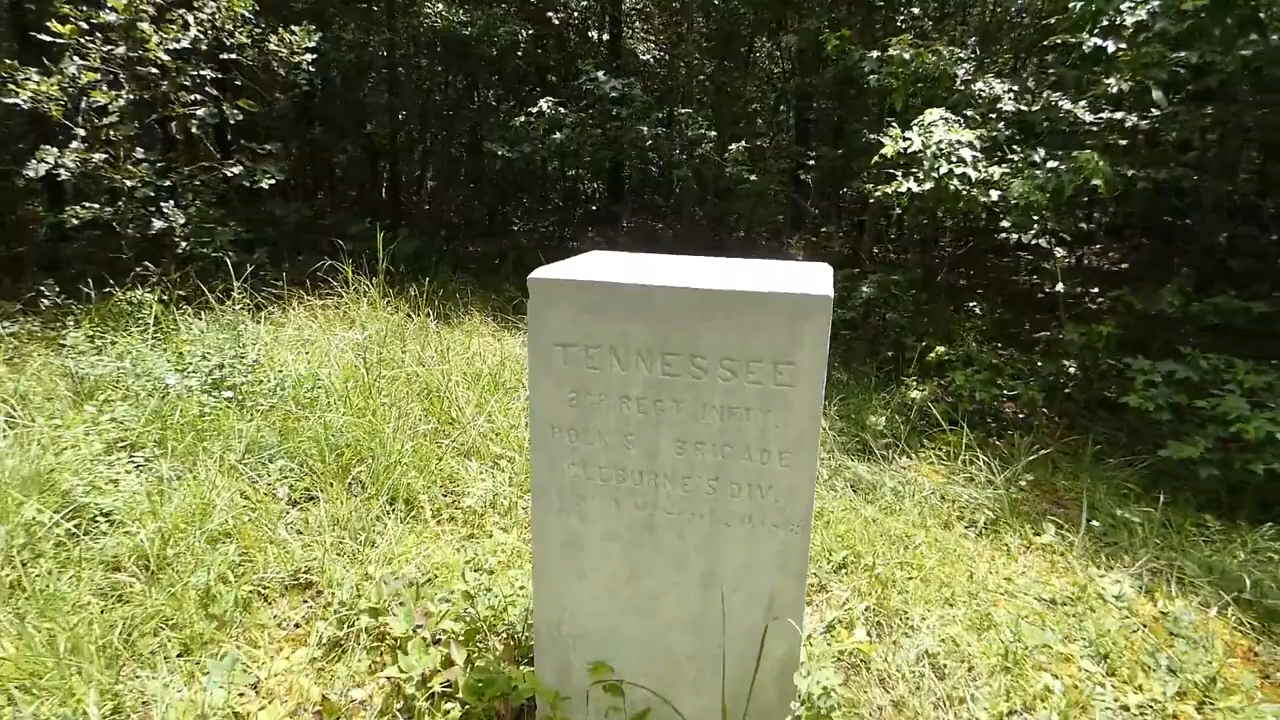 TENNESSEE
2ND REGT. INFTY.
POLK'S BRIGADE
CLEBURNE'S DIV.